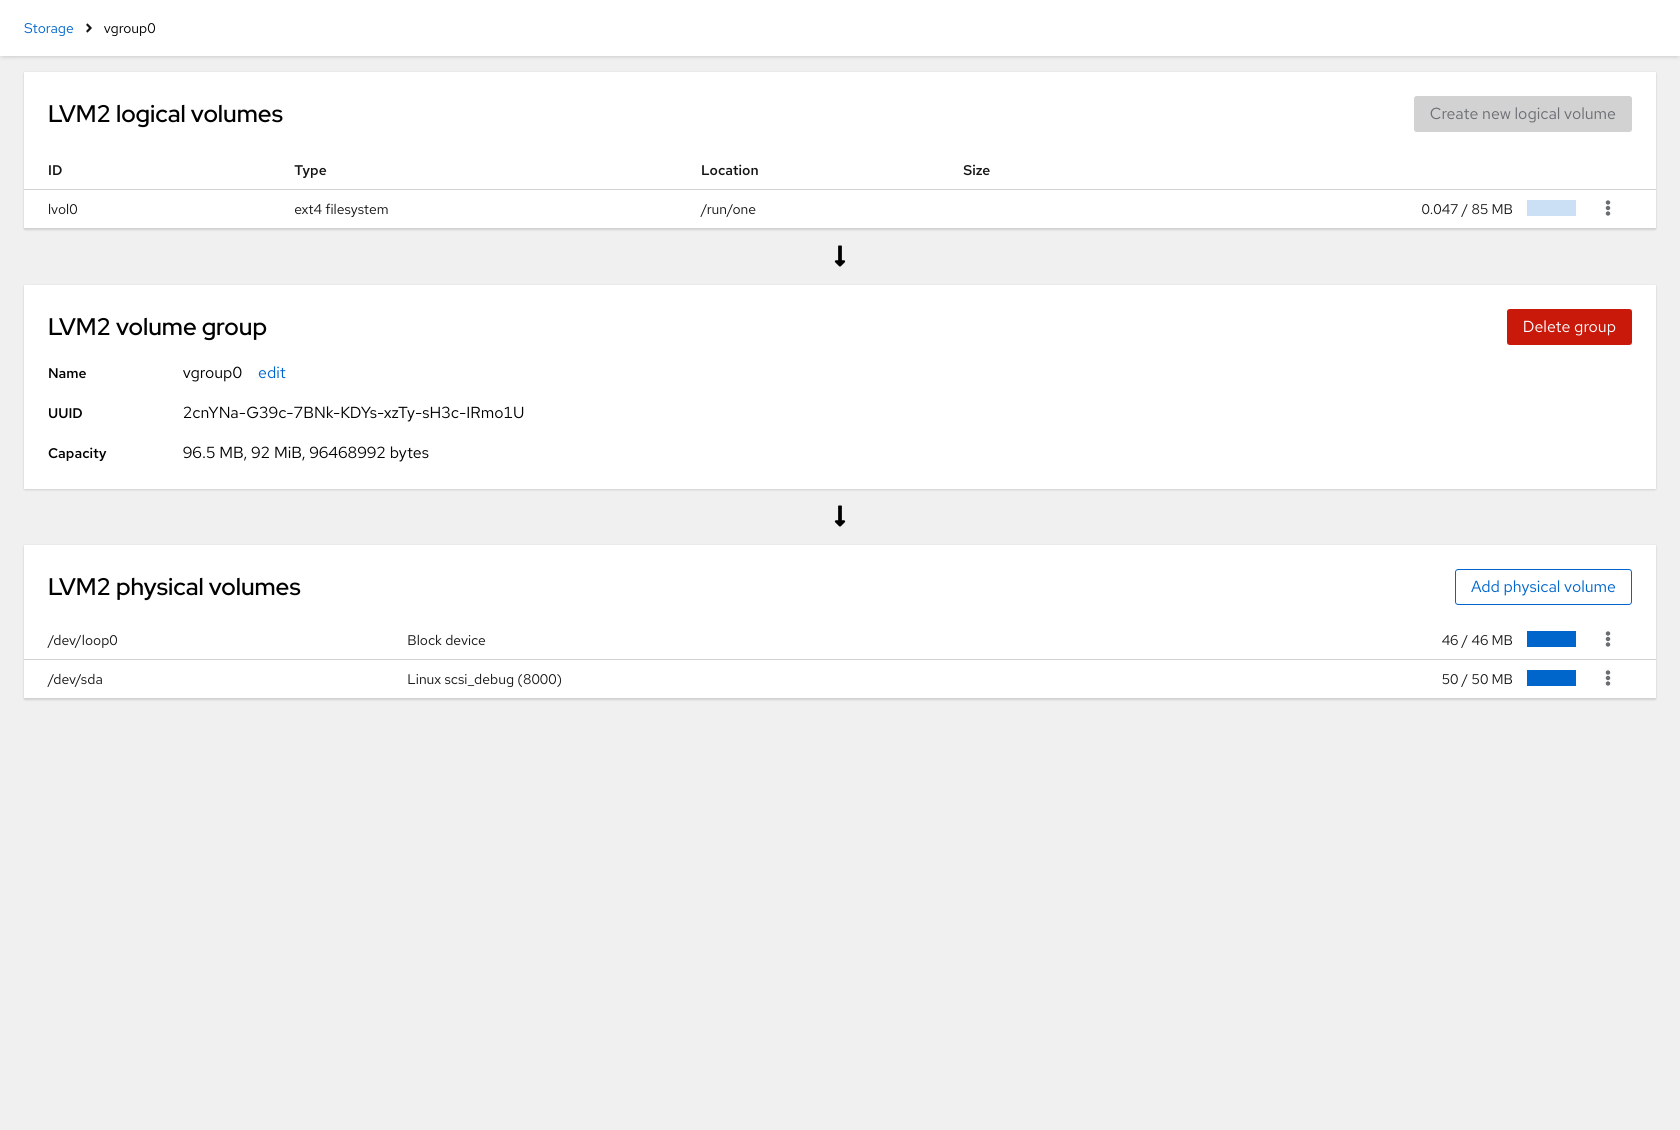 Storage vgroup0
LVM2 logical volumes Create new logical volume
ID Type Location Size
lvol0 ext4 filesystem /run/one 0.047 / 85 MB
LVM2 volume group Delete group
Name vgroup0 edit
UUID 2cnYNa-G39c-7BNk-KDYs-xzTy-sH3c-IRmo1U
Capacity 96.5 MB, 92 MiB, 96468992 bytes
LVM2 physical volumes Add physical volume
/dev/loop0 Block device 46 / 46 MB
/dev/sda Linux scsi_debug (8000) 50 / 50 MB